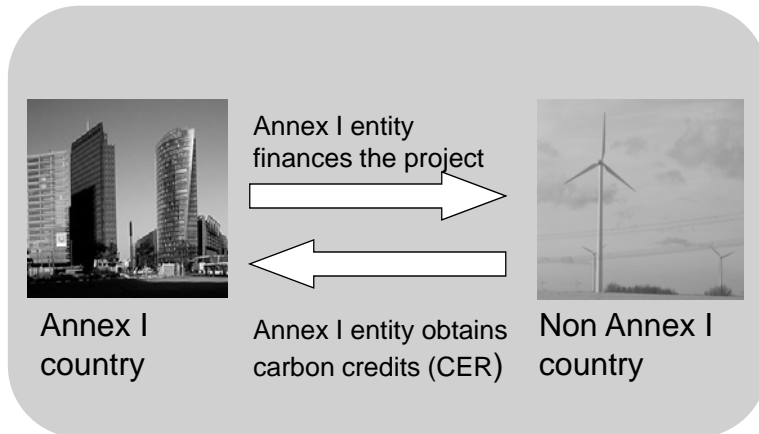 Annex I entity
finances the project
Annex I
country
Annex I entity obtains
carbon credits (CER)
Non Annex I
country